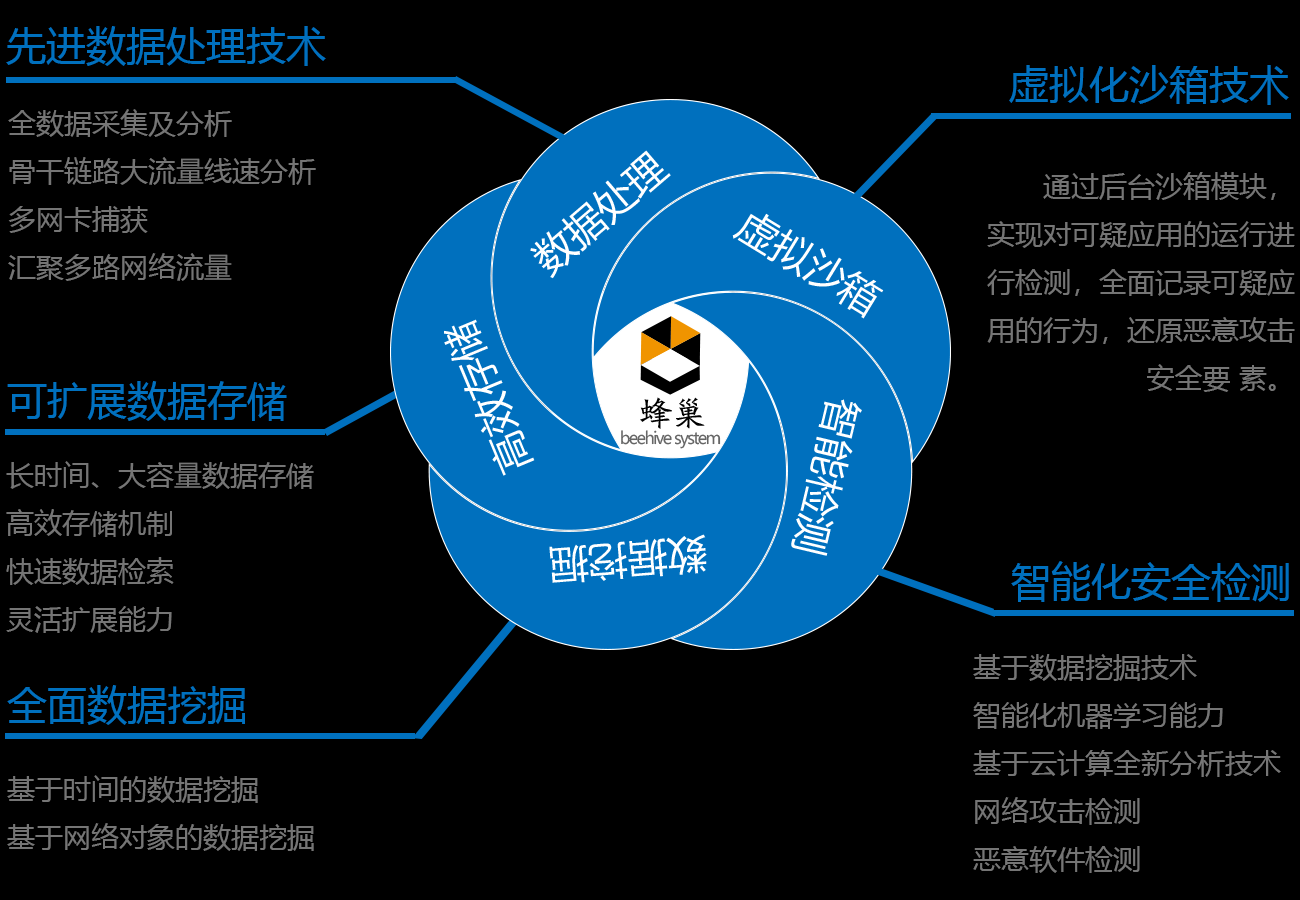 先进数据处理技术
全数据采集及分析
骨干链路大流量线速分析
多网卡捕获
汇聚多路网络流量
可扩展数据存储
长时间、大容量数据存储
高效存储机制
快速数据检索
灵活扩展能力
全面数据挖掘
基于时间的数据挖掘
基于网络对象的数据挖掘
数据处理
虚拟沙箱
高效存储
智能检测
数据挖掘
蜂巢
beehive system
虚拟化沙箱技术
通过后台沙箱模块，
实现对可疑应用的运行进
行检测，全面记录可疑应
用的行为，还原恶意攻击
安全要 素。
智能化安全检测
基于数据挖掘技术
智能化机器学习能力
基于云计算全新分析技术
网络攻击检测
恶意软件检测